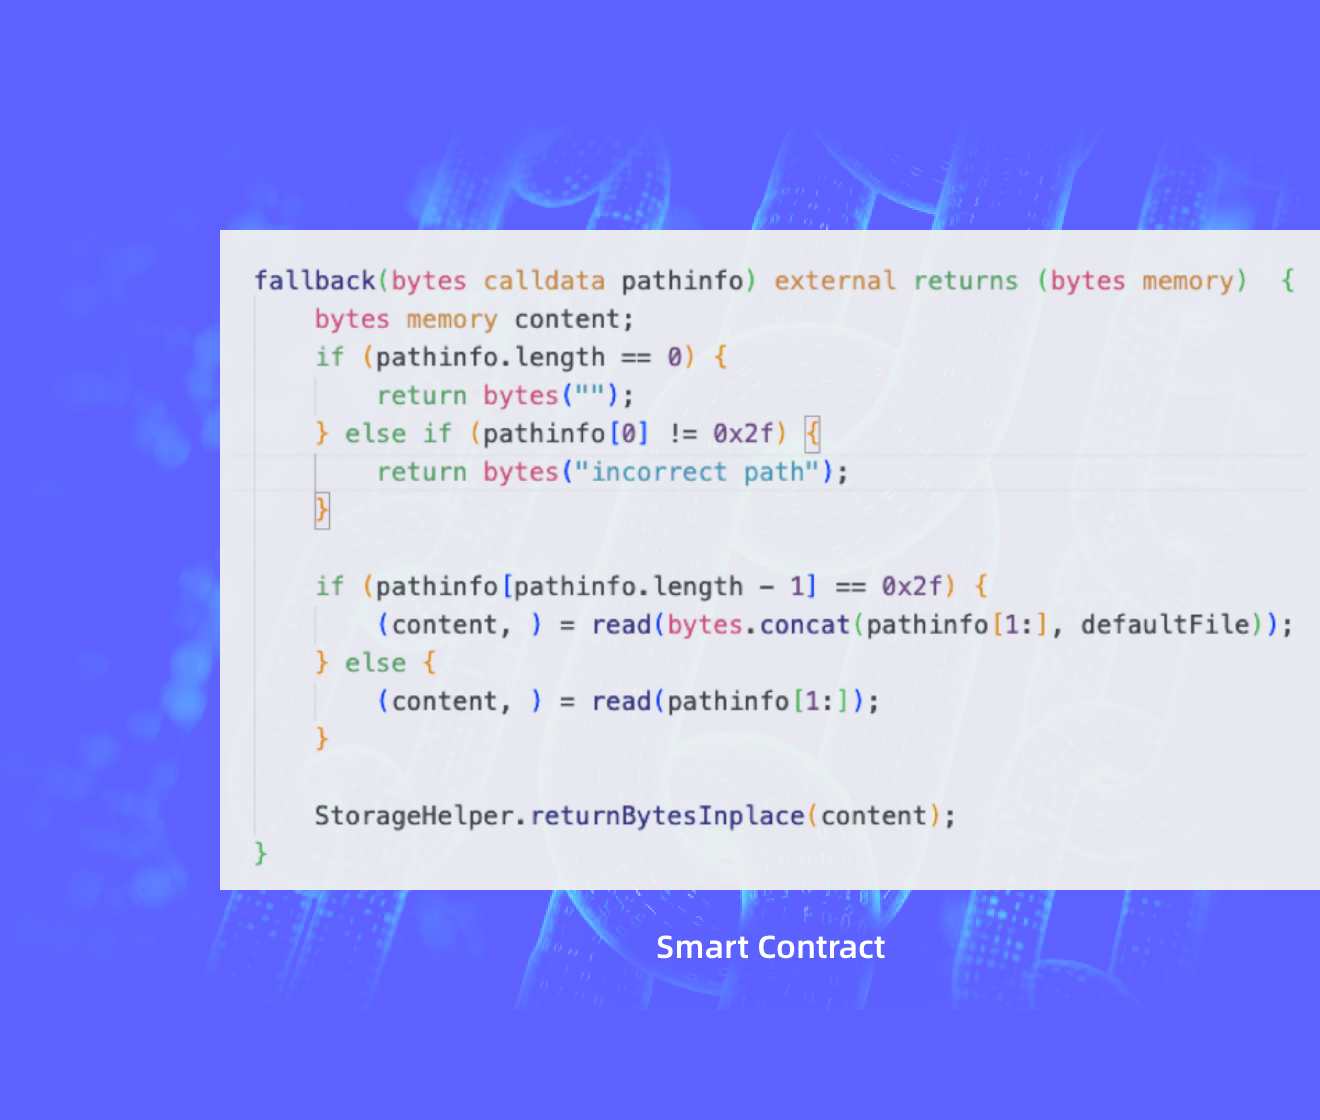 fallback(bytes calldata pathinfo) external returns (bytes memory)  {
    bytes memory content;
    if (pathinfo.length == 0) {
        return bytes("");
    } else if (pathinfo[0] != 0x2f) {
        return bytes("incorrect path");
    }

    if (pathinfo[pathinfo.length - 1] == 0x2f) {
        (content, ) = read(bytes.concat(pathinfo[1:], defaultFile));
    } else {
        (content, ) = read(pathinfo[1:]);
    }

    StorageHelper.returnBytesInplace(content);
}
Smart Contract